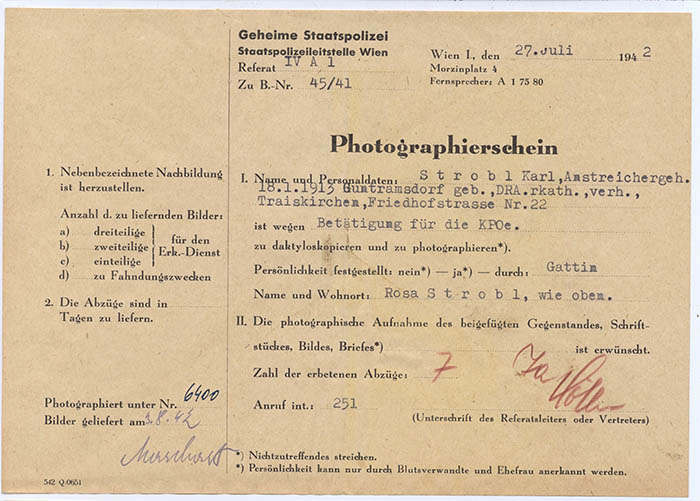 Geheime Staatspolizei
Staatspolizeileitstelle Wien
Referat IV A 1
Zu B.-Nr. 45/41
Wien I., den 27. Juli 1942
Morzinplatz 4
Fernsprecher: A 1 75 80
Photographierschein
1. Nebenbezeichnete Nachbildung
ist herzustellen.
Anzahl d. zu liefernden Bilder:
a) dreiteilige
b) zweiteilige
c) einteilige
für den
Erk.-Dienst
d) zu Fahndungszwecken
2. Die Abzüge sind in
Tagen zu liefern.
Photographiert unter Nr. 6400
Bilder geliefert am 3.8.42
542 Q-0651
I. Name und Personaldaten: S t r o b l Karl,Anstreichergeh.
18.1.1913 Guntramsdorf geb.,DRA.rkath.,verh.,
Traiskirchen,Friedhofstrasse Nr.22
ist wegen Betätigung für die KPOe.
zu daktyloskopieren und zu photographieren*).
Persönlichkeit festgestellt: nein*) — ja*) — durch: Gattin
Name und Wohnort: Rosa S t r o b l, wie oben.
II. Die photographische Aufnahme des beigefügten Gegenstandes, Schrift-
stückes, Bildes, Briefes*) ist erwünscht.
Zahl der erbetenen Abzüge: 7
Anruf int.: 251
(Unterschrift des Referatsleiters oder Vertreters)
*) Nichtzutreffendes streichen.
*) Persönlichkeit kann nur durch Blutsverwandte und Ehefrau anerkannt werden.